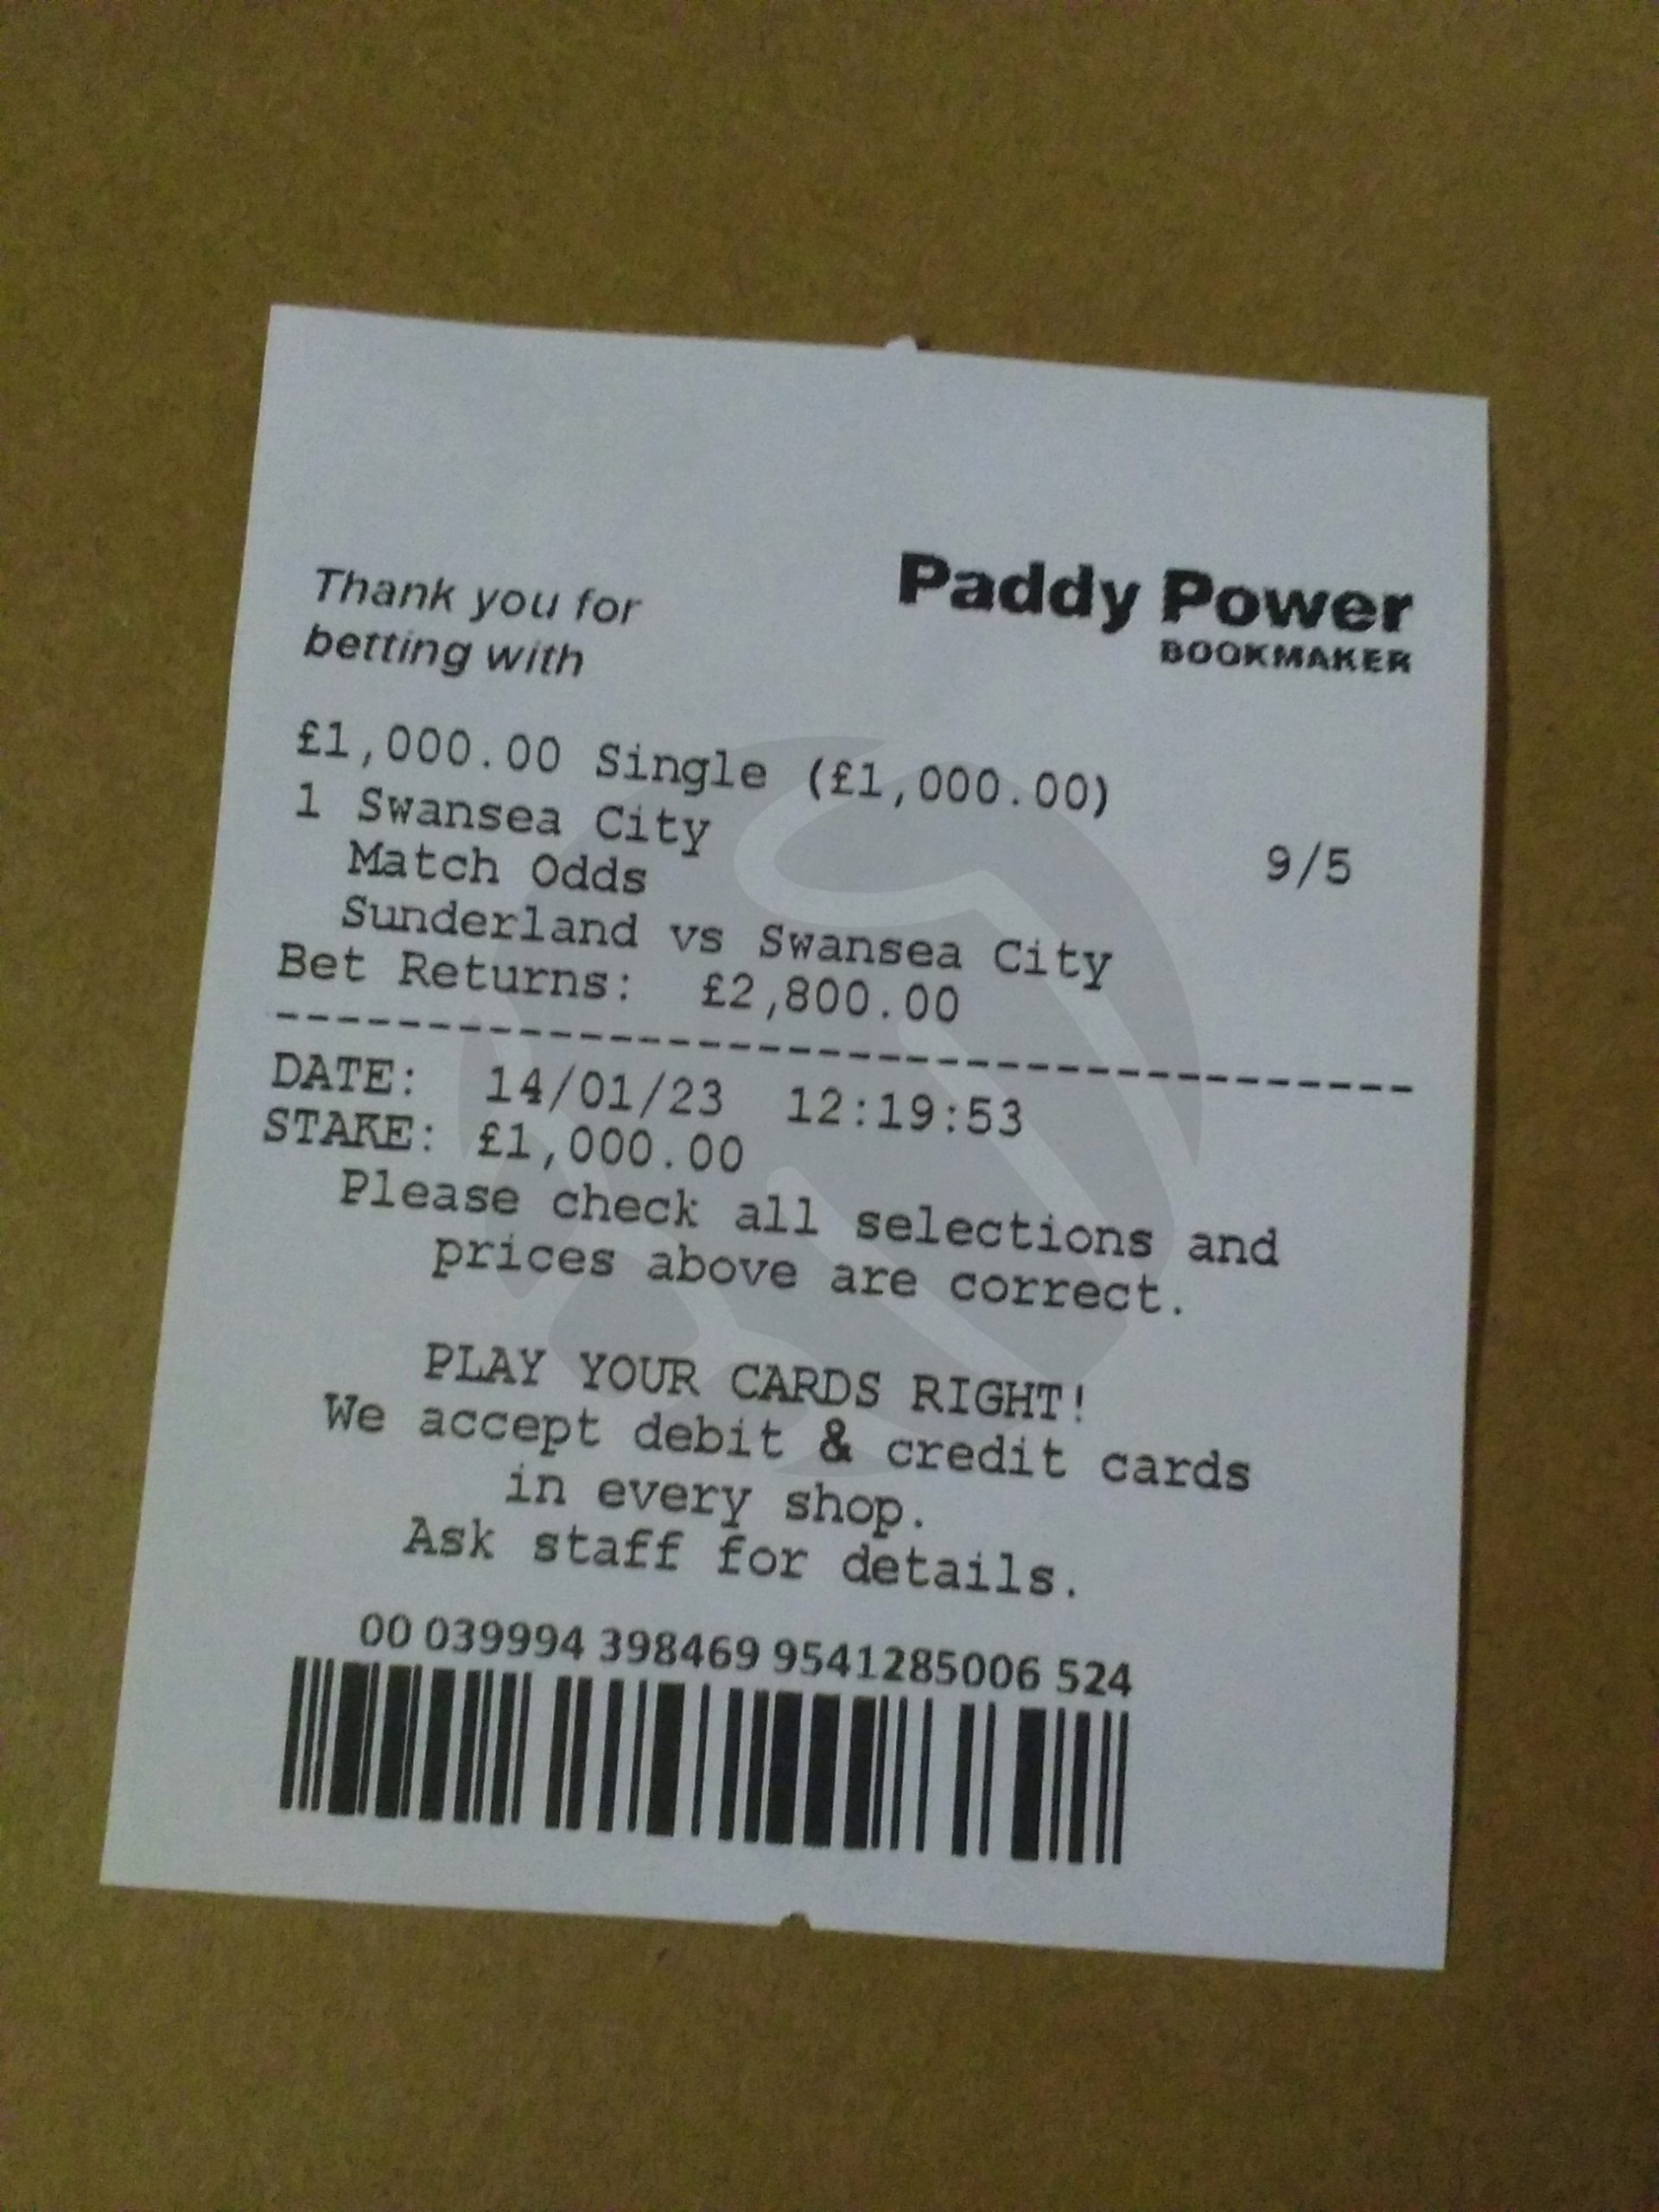 Thank you for
betting with
Paddy Power
BOOKMAKER
£1,000.00 Single (£1,000.00)
1 Swansea City 9/5
Match Odds
Sunderland vs Swansea City
Bet Returns: £2,800.00
--------------------------------------
DATE: 14/01/23 12:19:53
STAKE: £1,000.00
Please check all selections and
prices above are correct.
PLAY YOUR CARDS RIGHT!
We accept debit & credit cards
in every shop.
Ask staff for details.
00 039994 398469 9541285006 524